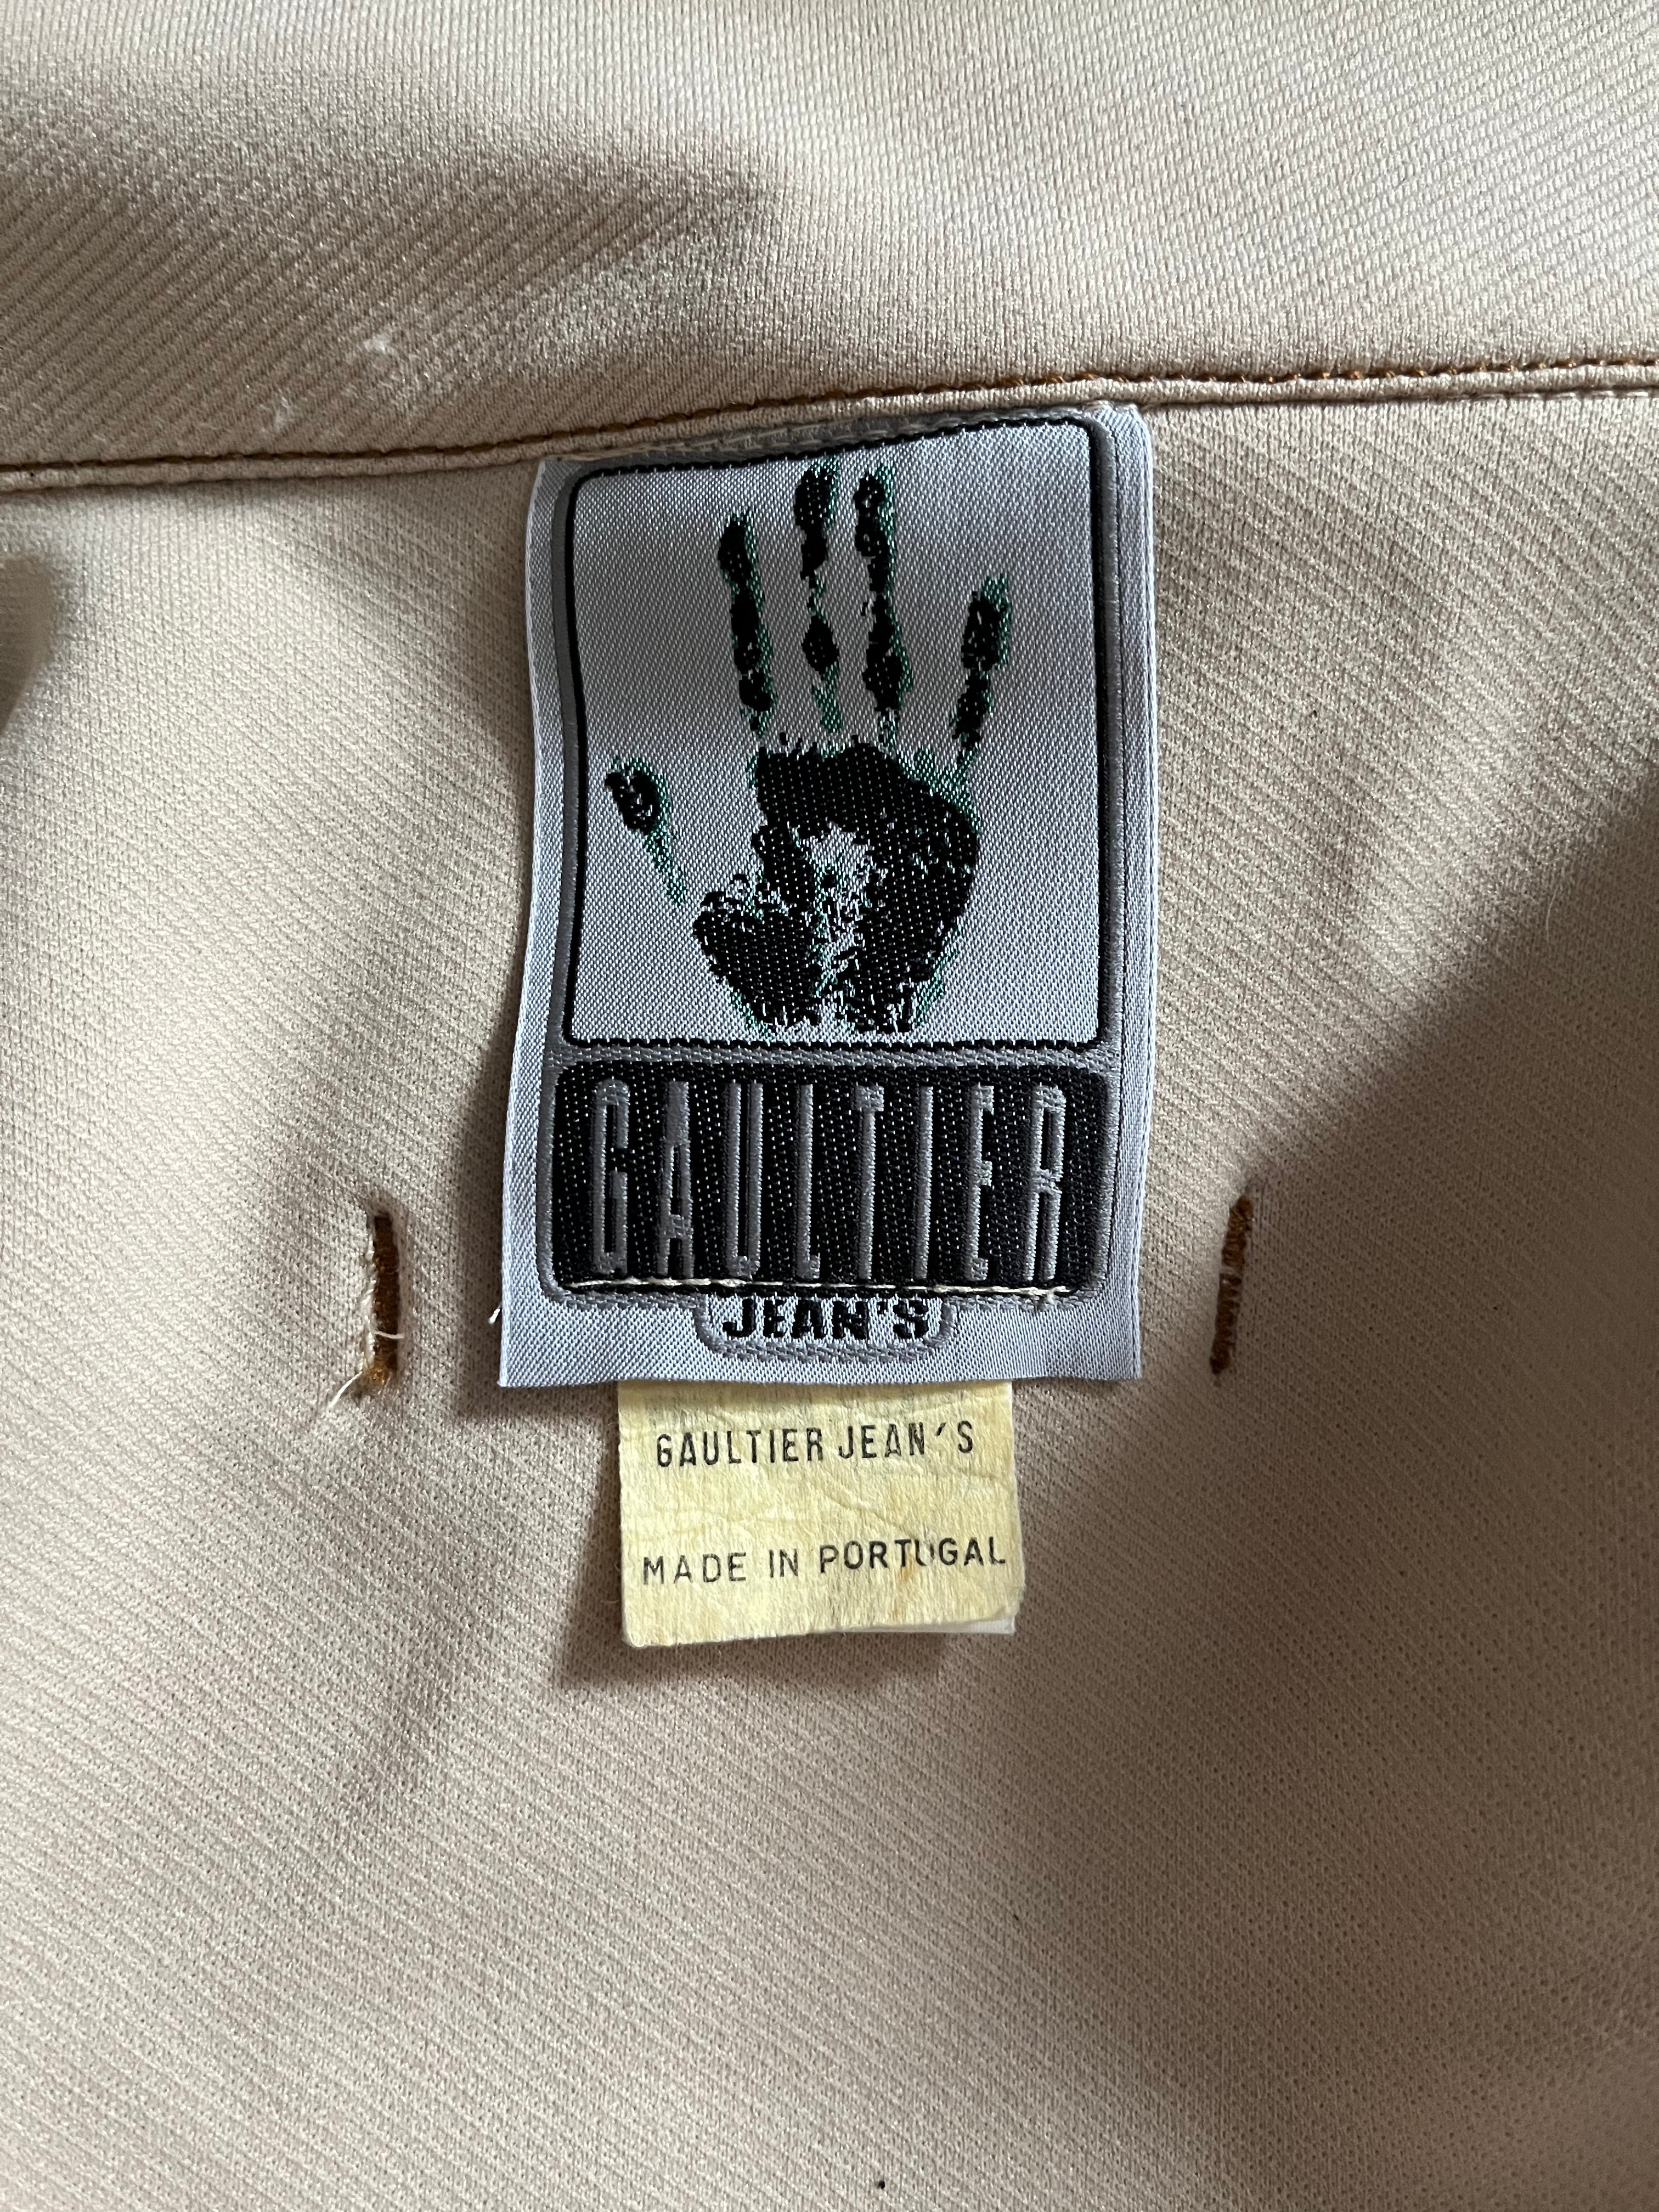 GAULTIER
JEAN'S
GAULTIER JEAN'S
MADE IN PORTUGAL